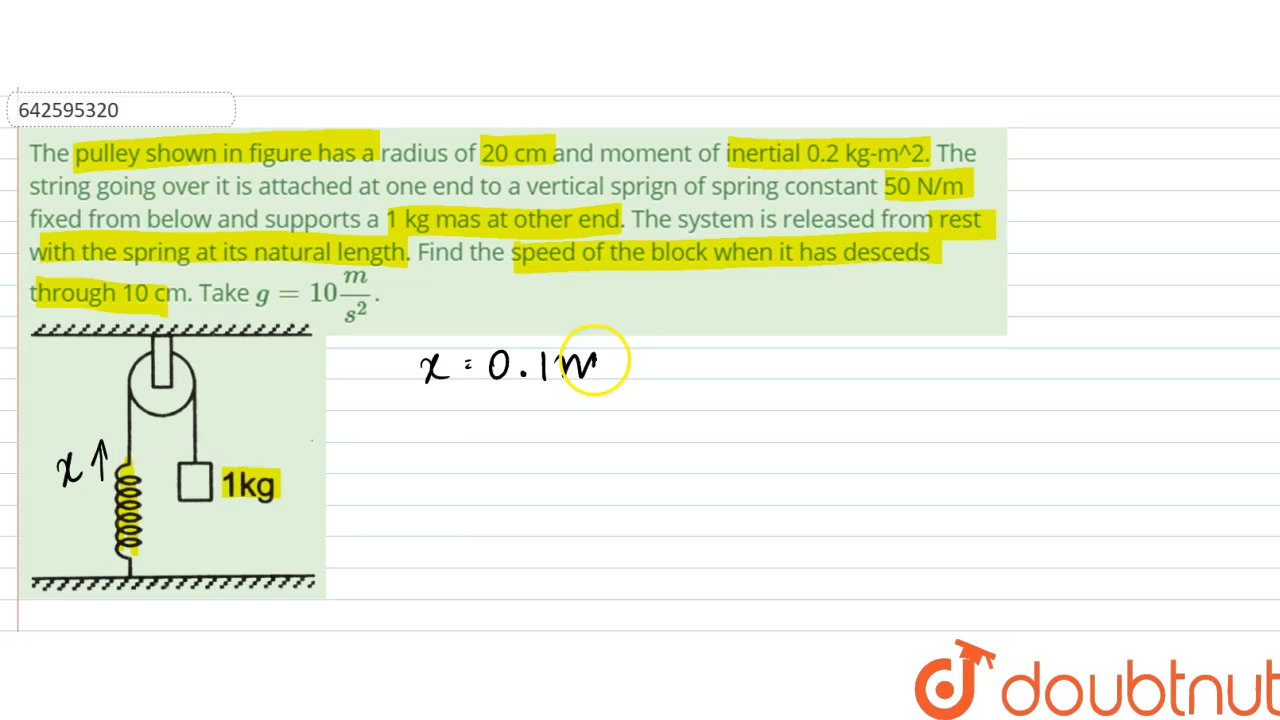 642595320
The pulley shown in figure has a radius of 20 cm and moment of inertial 0.2 kg-m^2. The
string going over it is attached at one end to a vertical sprign of spring constant 50 N/m
fixed from below and supports a 1 kg mas at other end. The system is released from rest
with the spring at its natural length. Find the speed of the block when it has desceds
through 10 cm. Take g = 10 m/s².
x = 0.1 m
x ↑
1kg
doubtnut